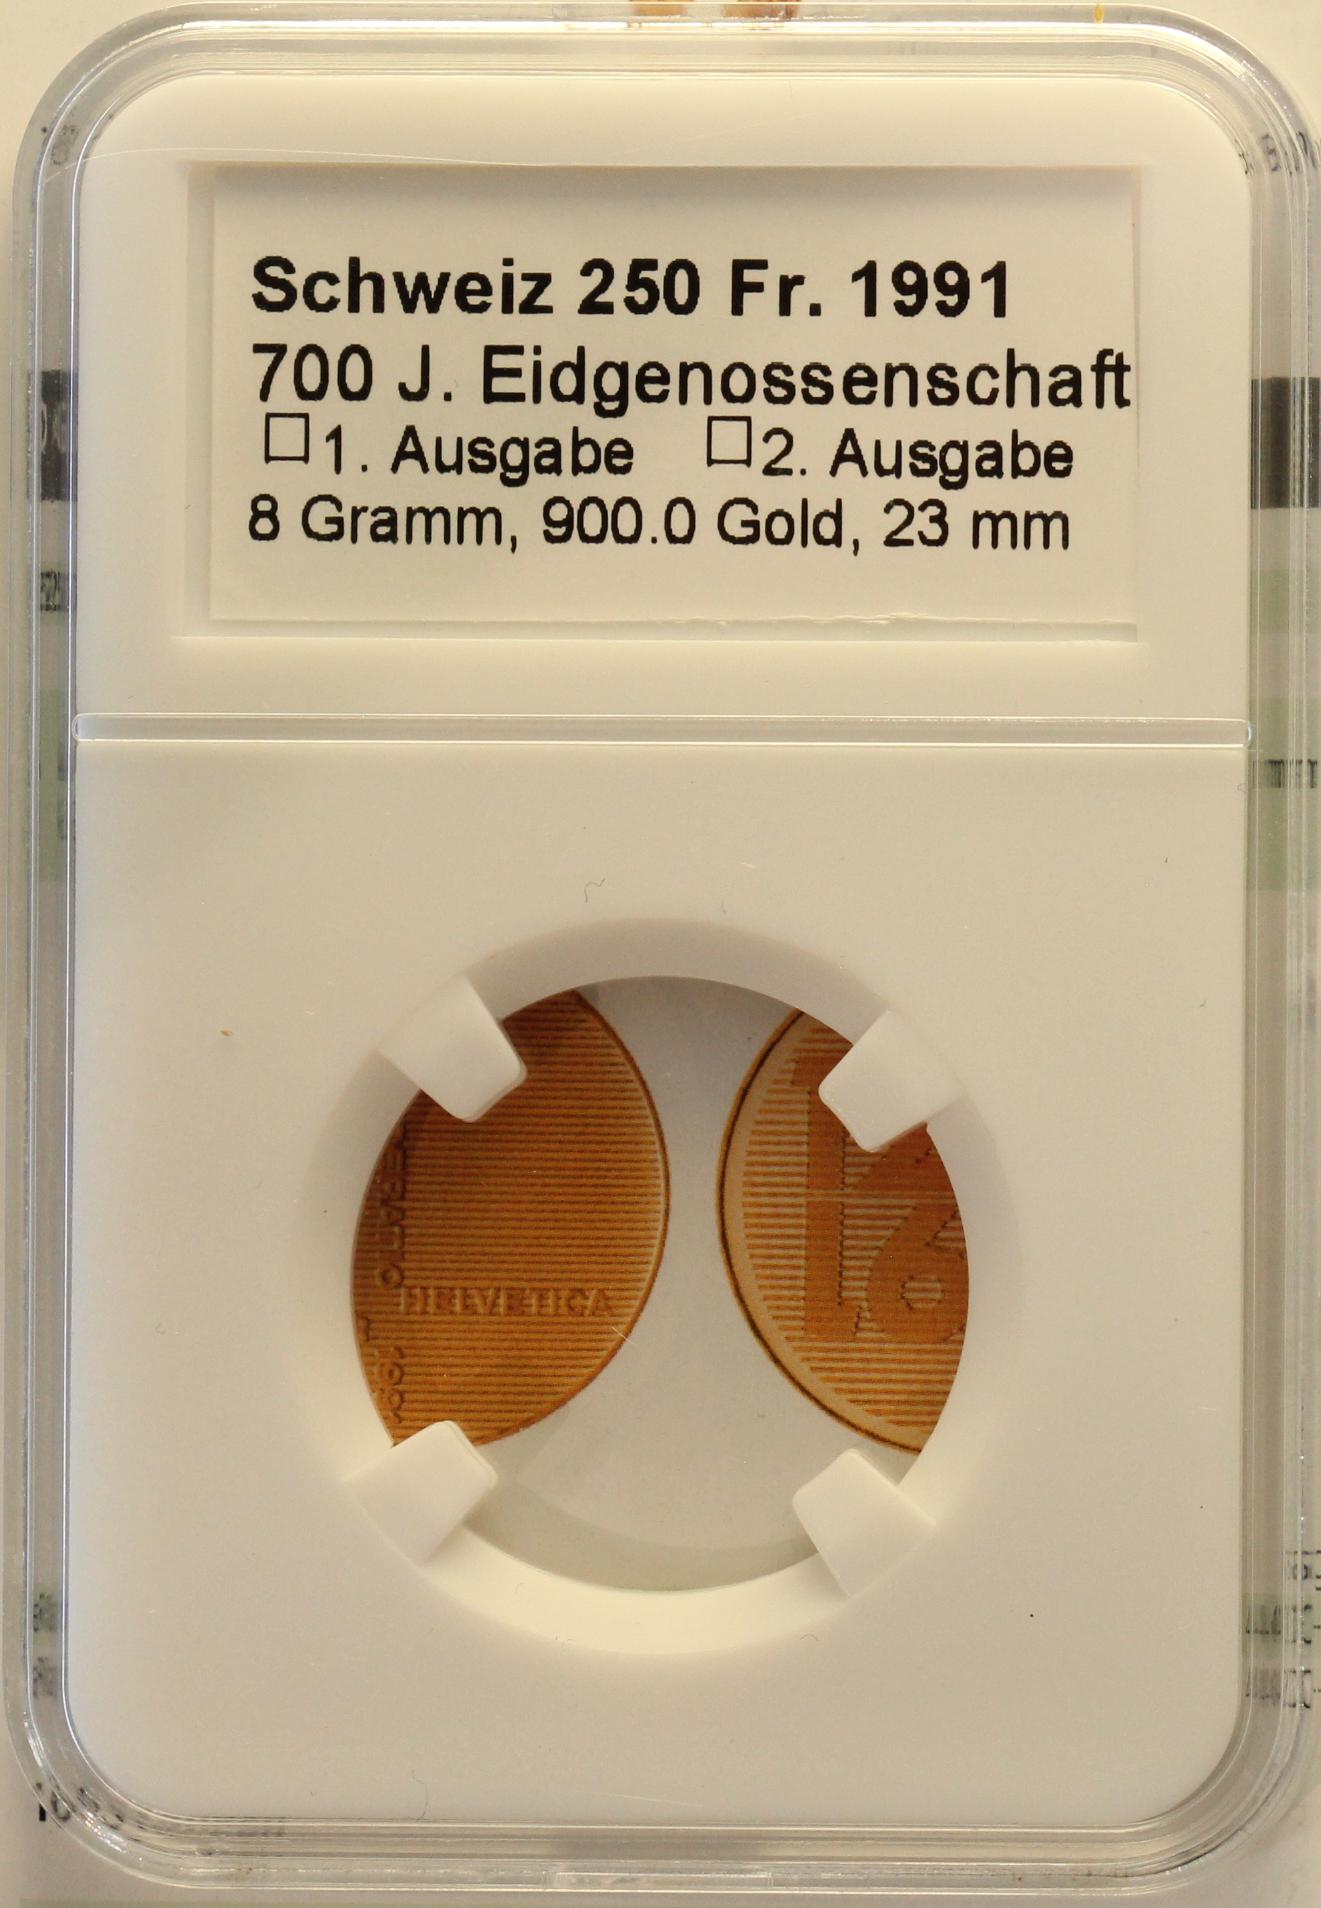 Schweiz 250 Fr. 1991
700 J. Eidgenossenschaft
☐1. Ausgabe ☐2. Ausgabe
8 Gramm, 900.0 Gold, 23 mm
HELVETICA